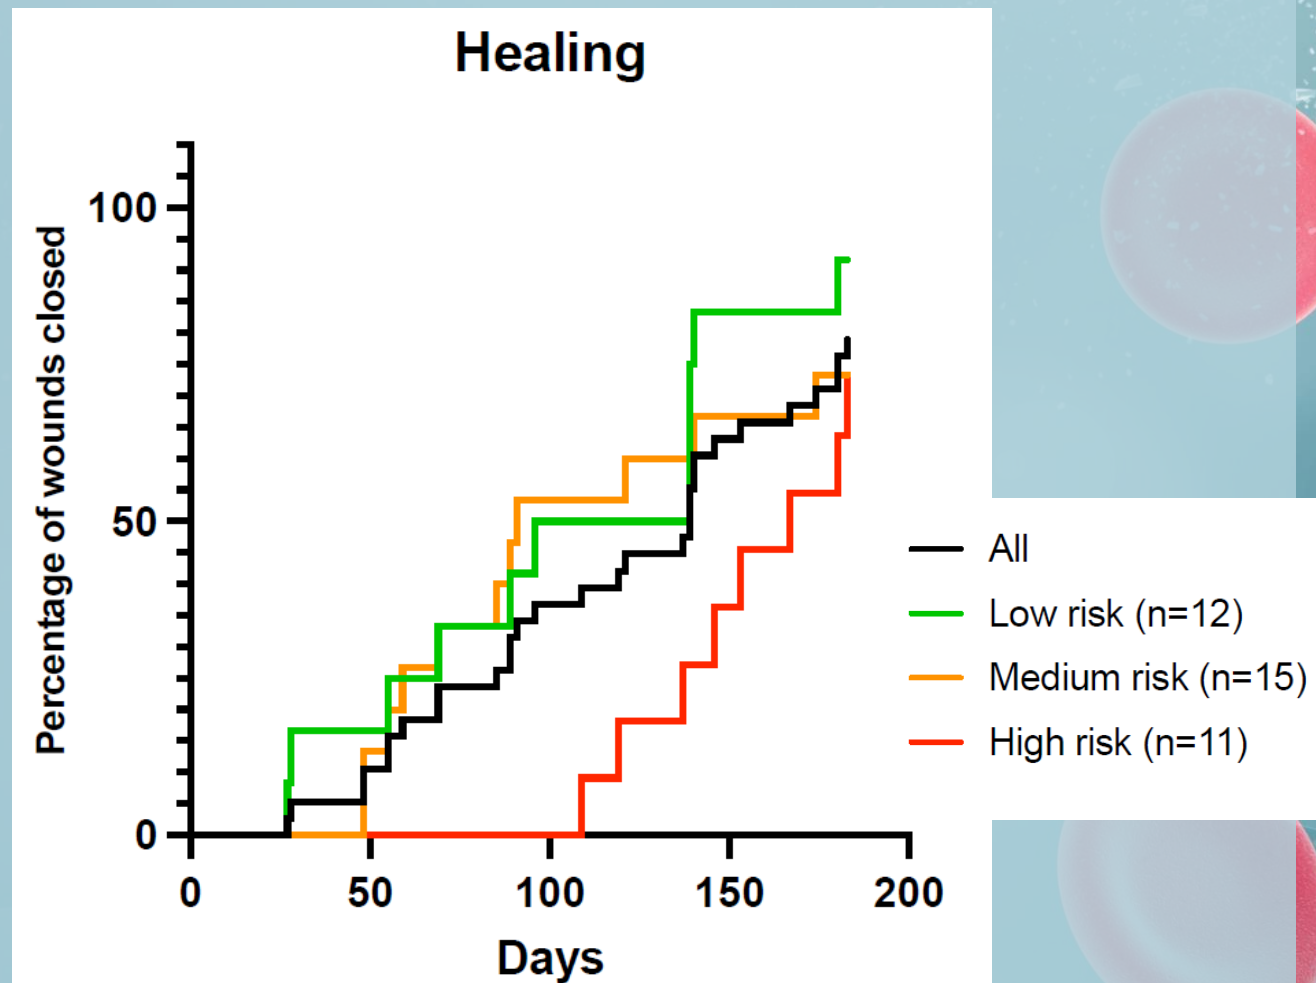 Healing
Percentage of wounds closed
100
50
0
0 50 100 150 200
Days
All
Low risk (n=12)
Medium risk (n=15)
High risk (n=11)